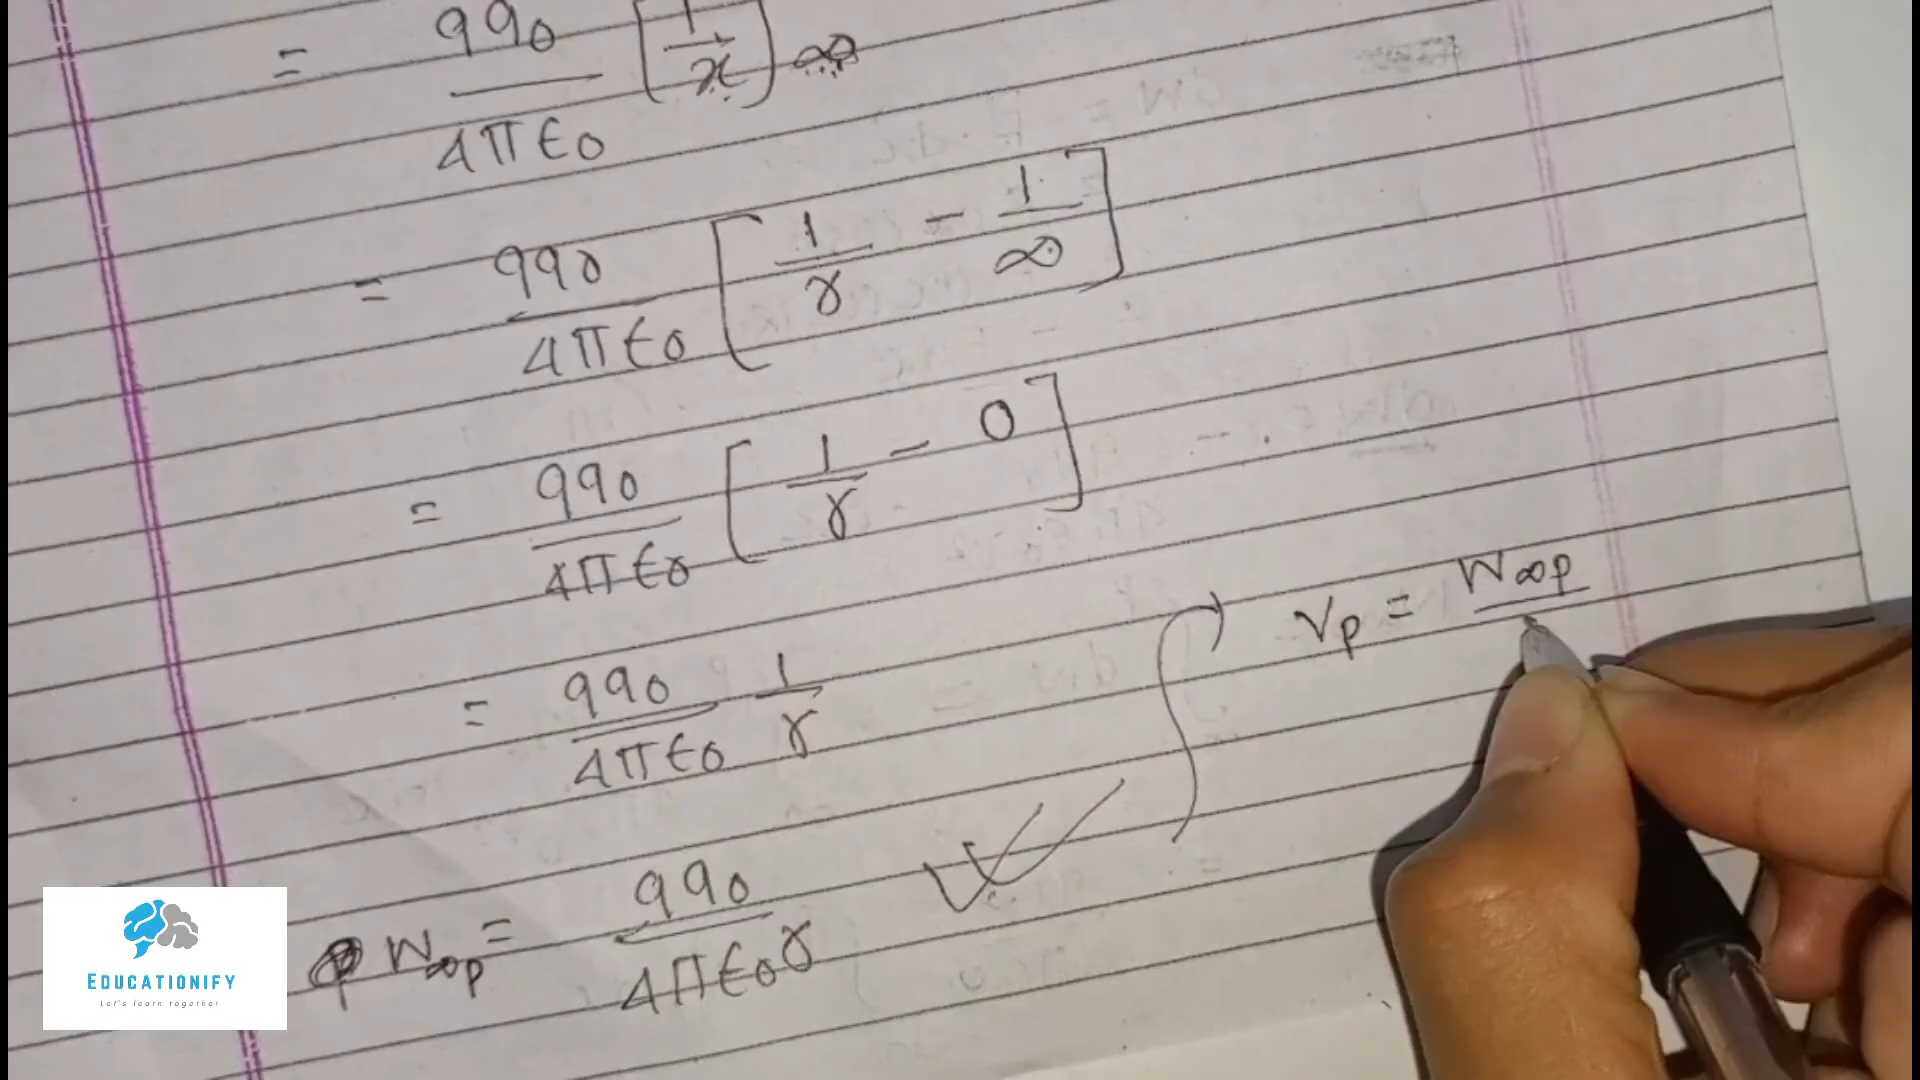 = qq₀/4πε₀ [1/x] ∞
= qq₀/4πε₀ [1/r - 1/∞]
= qq₀/4πε₀ [1/r - 0]
= qq₀/4πε₀ 1/r
W∞p = qq₀/4πε₀r
Vp = W∞p
EDUCATIONIFY
Let's learn together